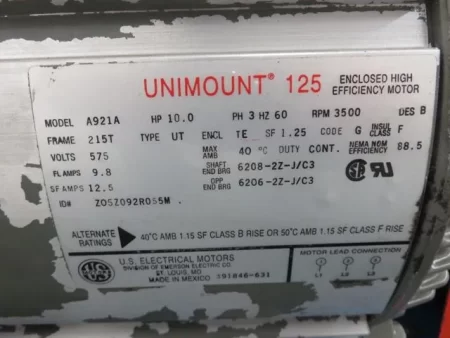 UNIMOUNT® 125 ENCLOSED HIGH EFFICIENCY MOTOR
MODEL A921A HP 10.0 PH 3 HZ 60 RPM 3500 DES B
FRAME 215T TYPE UT ENCL TE SF 1.25 CODE G INSUL CLASS F
VOLTS 575 MAX AMB 40 °C DUTY CONT. NEMA NOM EFFICIENCY 88.5
FL AMPS 9.8 SHAFT END BRG 6208-2Z-J/C3
SF AMPS 12.5 OPP END BRG 6206-2Z-J/C3
ID# Z05Z092R055M
ALTERNATE RATINGS 40°C AMB 1.15 SF CLASS B RISE OR 50°C AMB 1.15 SF CLASS F RISE
U.S. ELECTRICAL MOTORS
DIVISION OF EMERSON ELECTRIC CO.
ST. LOUIS, MO
MADE IN MEXICO 391846-631
MOTOR LEAD CONNECTION